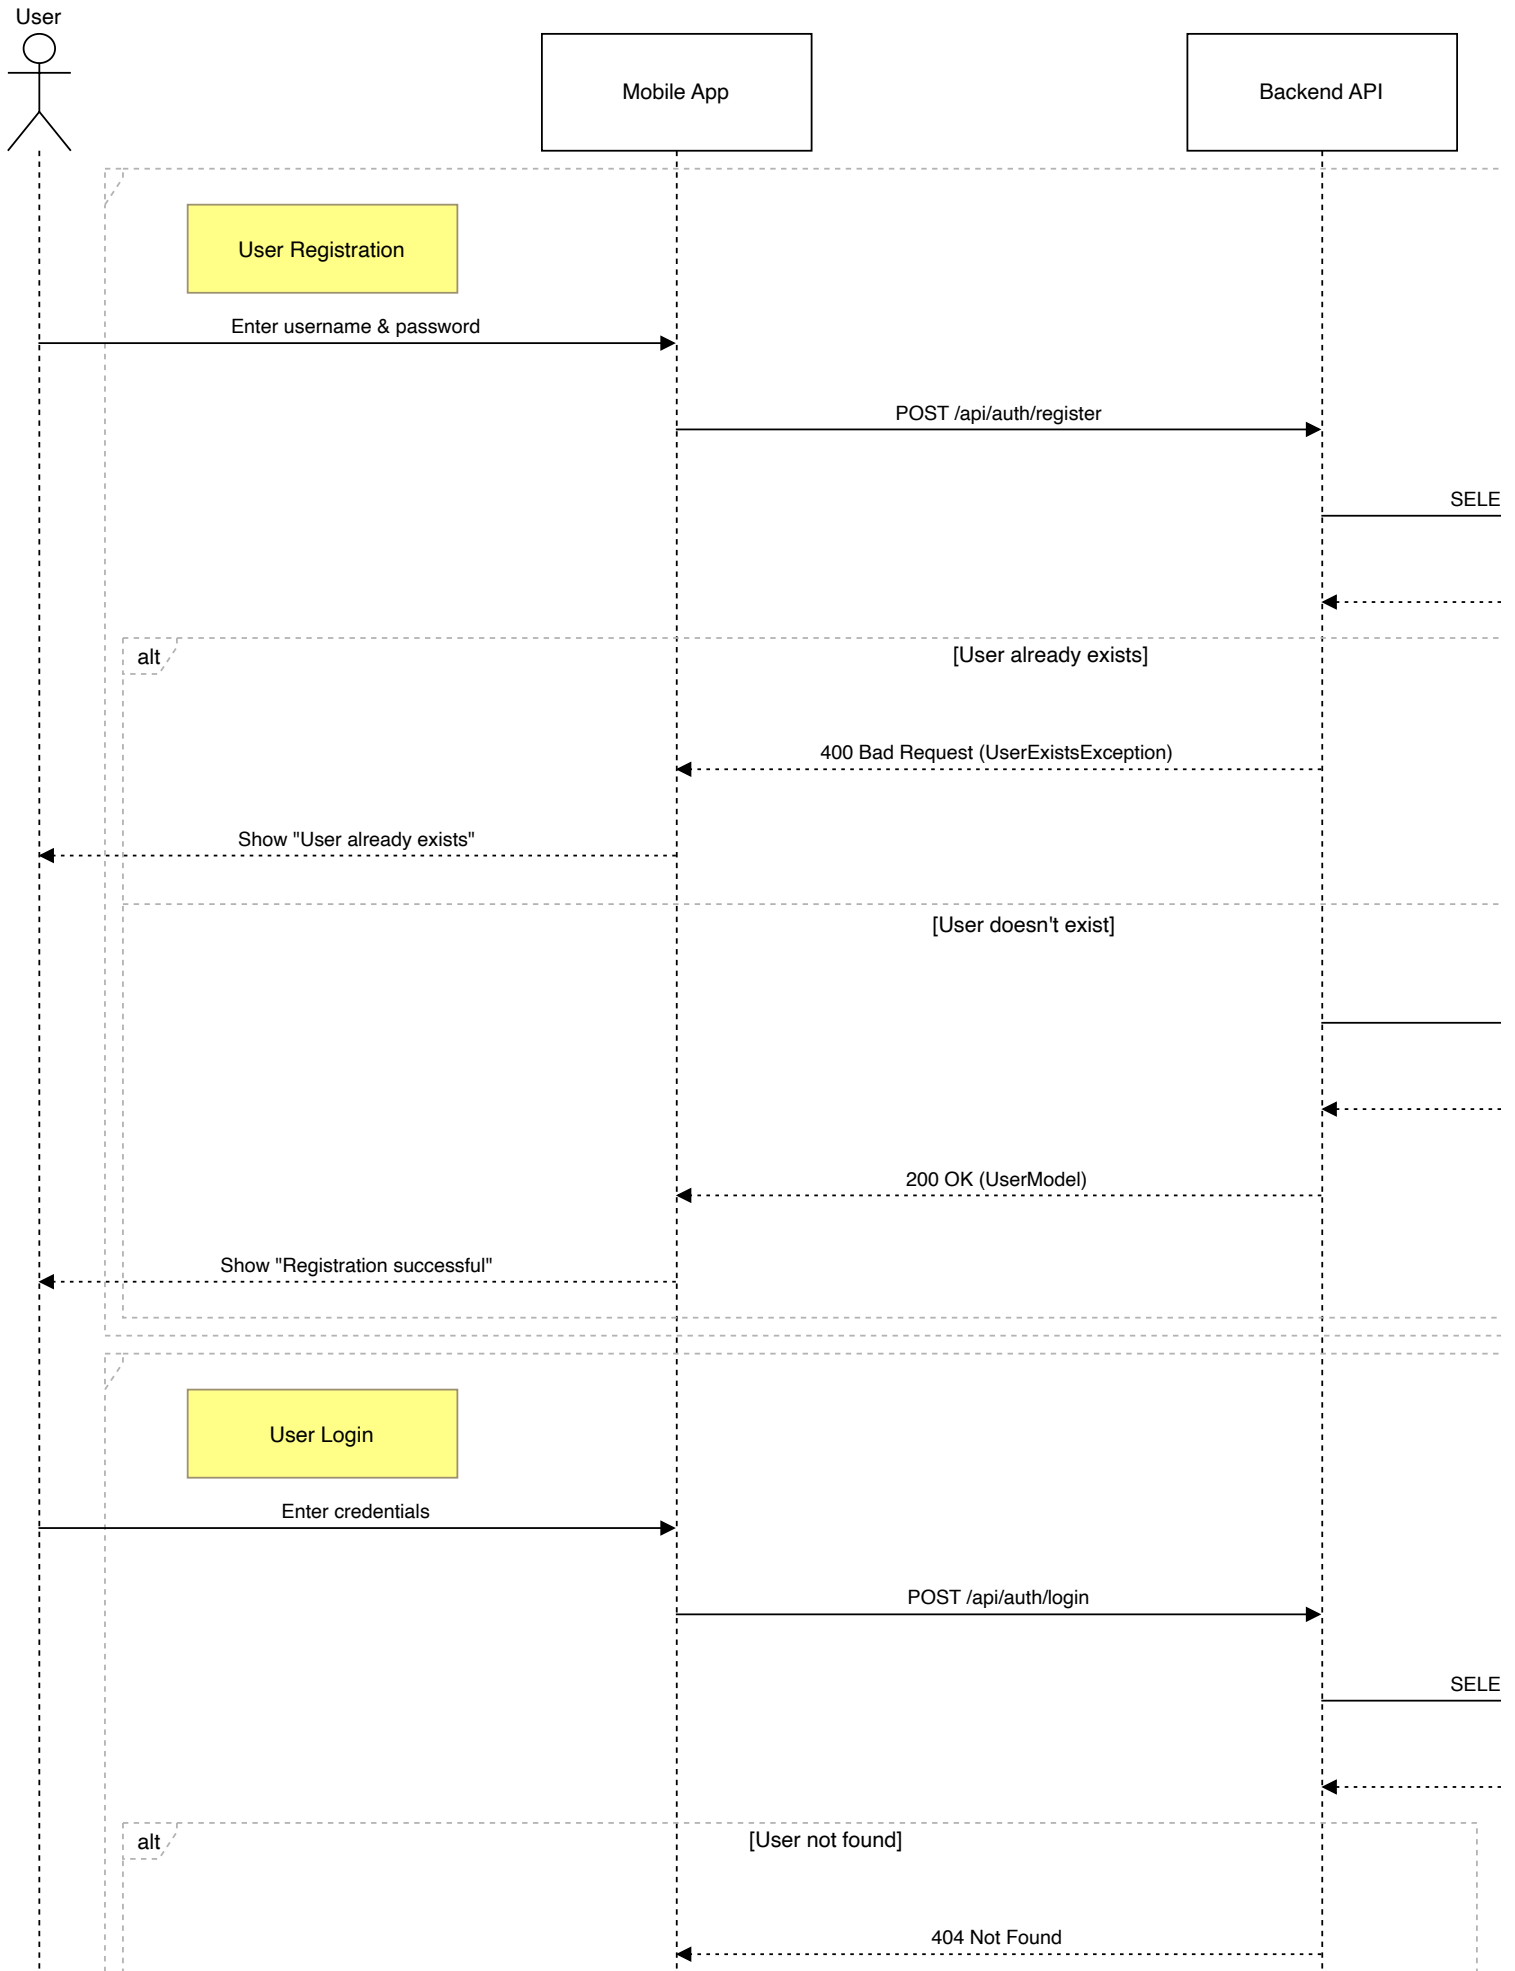 User
Mobile App
Backend API
User Registration
Enter username & password
POST /api/auth/register
SELE
alt
[User already exists]
400 Bad Request (UserExistsException)
Show "User already exists"
[User doesn't exist]
200 OK (UserModel)
Show "Registration successful"
User Login
Enter credentials
POST /api/auth/login
SELE
alt
[User not found]
404 Not Found